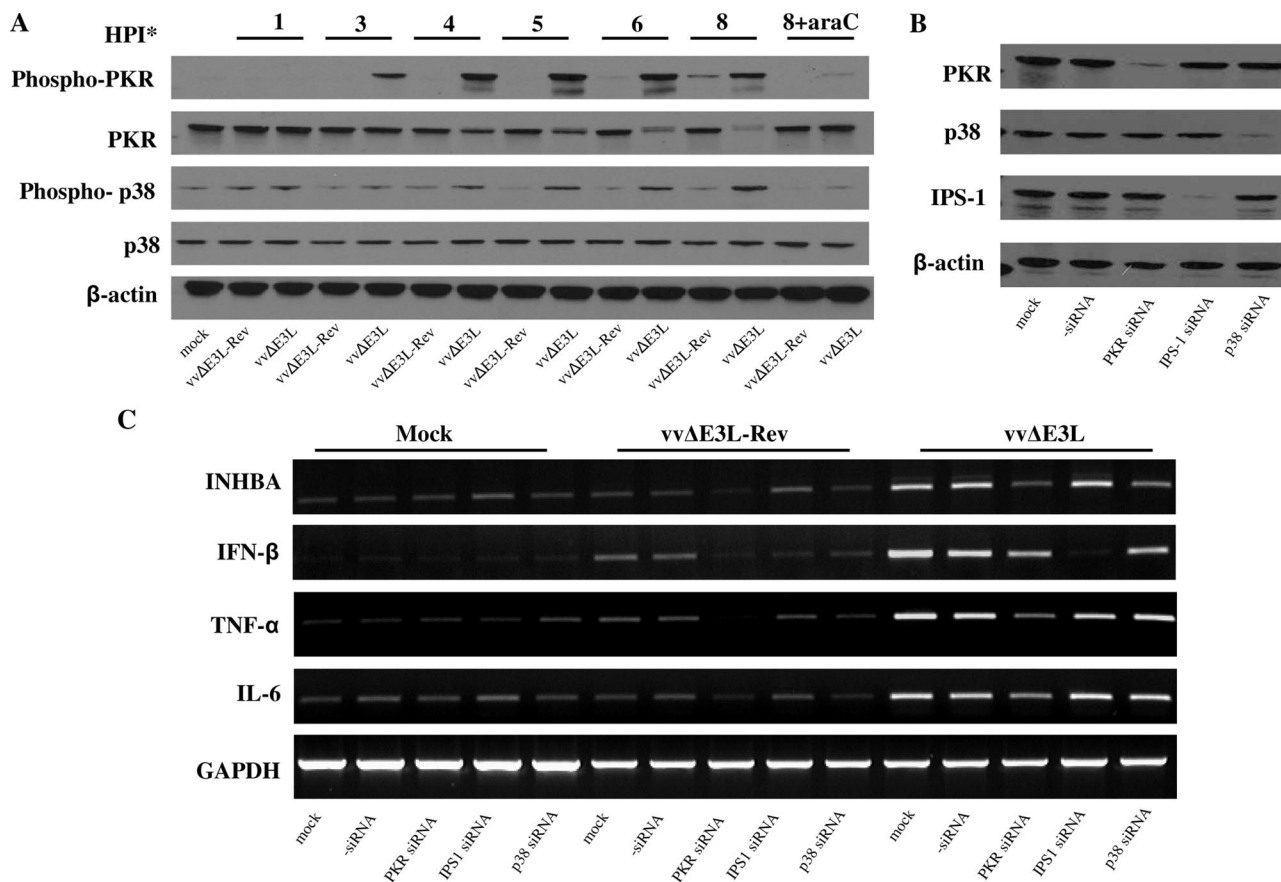 A
HPI* 1 3 4 5 6 8 8+araC
Phospho-PKR
PKR
Phospho- p38
p38
β-actin
mock vvΔE3L-Rev vvΔE3L vvΔE3L-Rev vvΔE3L vvΔE3L-Rev vvΔE3L vvΔE3L-Rev vvΔE3L vvΔE3L-Rev vvΔE3L vvΔE3L-Rev vvΔE3L vvΔE3L-Rev vvΔE3L
B
PKR
p38
IPS-1
β-actin
mock -siRNA PKR siRNA IPS-1 siRNA p38 siRNA
C
Mock vvΔE3L-Rev vvΔE3L
INHBA
IFN-β
TNF-α
IL-6
GAPDH
mock -siRNA PKR siRNA IPS1 siRNA p38 siRNA mock -siRNA PKR siRNA IPS1 siRNA p38 siRNA mock -siRNA PKR siRNA IPS1 siRNA p38 siRNA